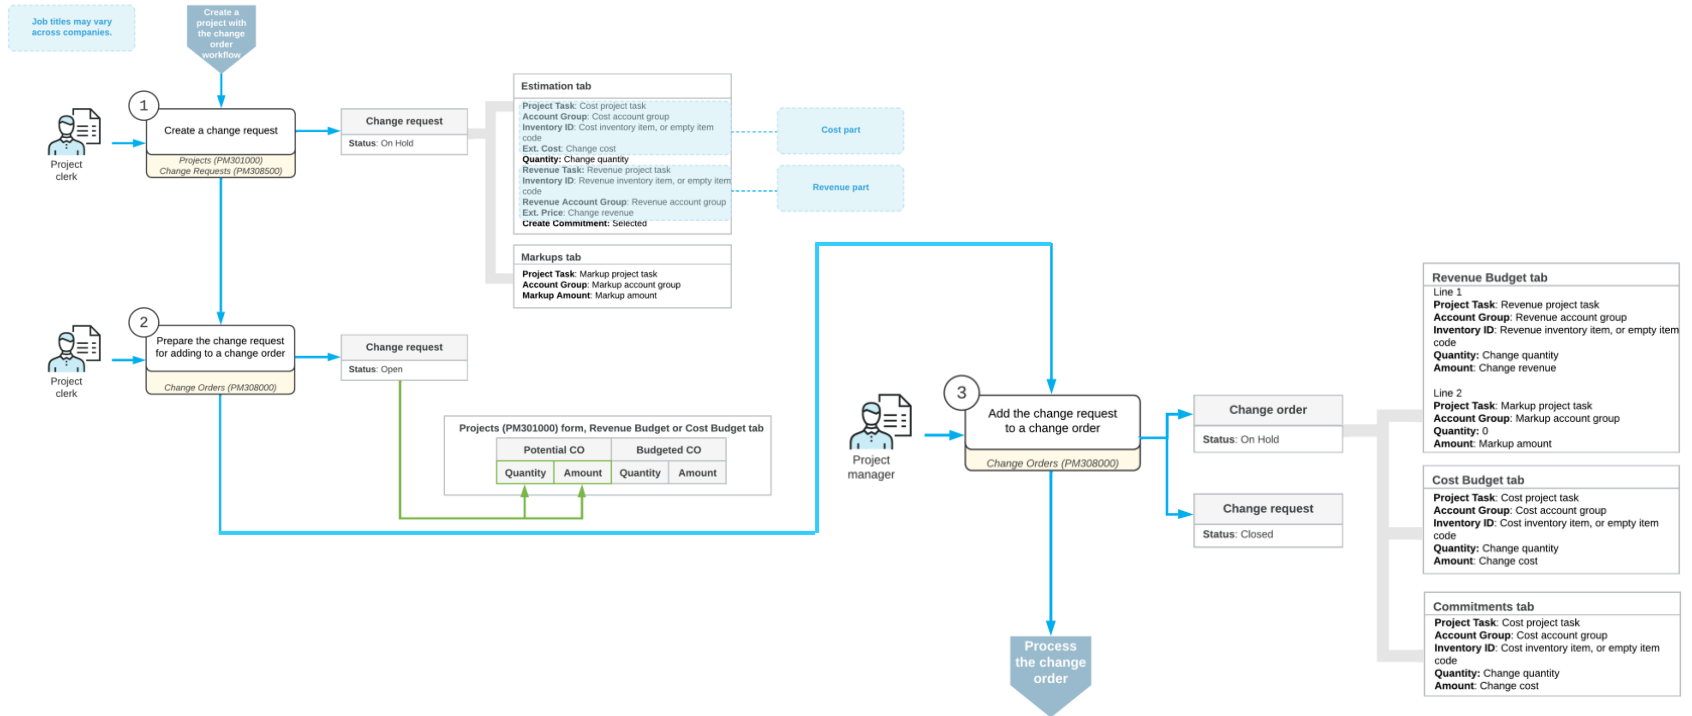 Job titles may vary
across companies.
Create a
project with
the change
order
workflow
1
Create a change request
Projects (PM301000)
Change Requests (PM308500)
Project
clerk
Change request
Status: On Hold
Estimation tab
Project Task: Cost project task
Account Group: Cost account group
Inventory ID: Cost inventory item, or empty item
code
Ext. Cost: Change cost
Quantity: Change quantity
Revenue Task: Revenue project task
Inventory ID: Revenue inventory item, or empty item
code
Revenue Account Group: Revenue account group
Ext. Price: Change revenue
Create Commitment: Selected
Cost part
Revenue part
Markups tab
Project Task: Markup project task
Account Group: Markup account group
Markup Amount: Markup amount
2
Prepare the change request
for adding to a change order
Change Orders (PM308000)
Project
clerk
Change request
Status: Open
Projects (PM301000) form, Revenue Budget or Cost Budget tab
Potential CO Budgeted CO
Quantity Amount Quantity Amount
3
Add the change request
to a change order
Change Orders (PM308000)
Project
manager
Change order
Status: On Hold
Change request
Status: Closed
Revenue Budget tab
Line 1
Project Task: Revenue project task
Account Group: Revenue account group
Inventory ID: Revenue inventory item, or empty item
code
Quantity: Change quantity
Amount: Change revenue
Line 2
Project Task: Markup project task
Account Group: Markup account group
Quantity: 0
Amount: Markup amount
Cost Budget tab
Project Task: Cost project task
Account Group: Cost account group
Inventory ID: Cost inventory item, or empty item
code
Quantity: Change quantity
Amount: Change cost
Commitments tab
Project Task: Cost project task
Account Group: Cost account group
Inventory ID: Cost inventory item, or empty item
code
Quantity: Change quantity
Amount: Change cost
Process
the change
order